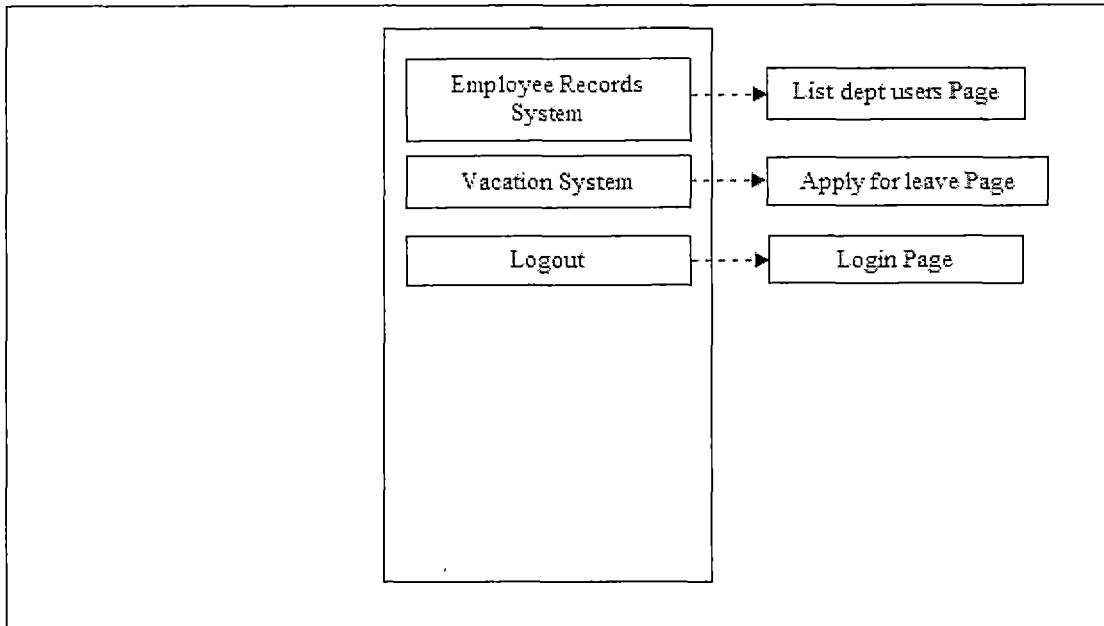 Employee Records
System
List dept users Page
Vacation System
Apply for leave Page
Logout
Login Page